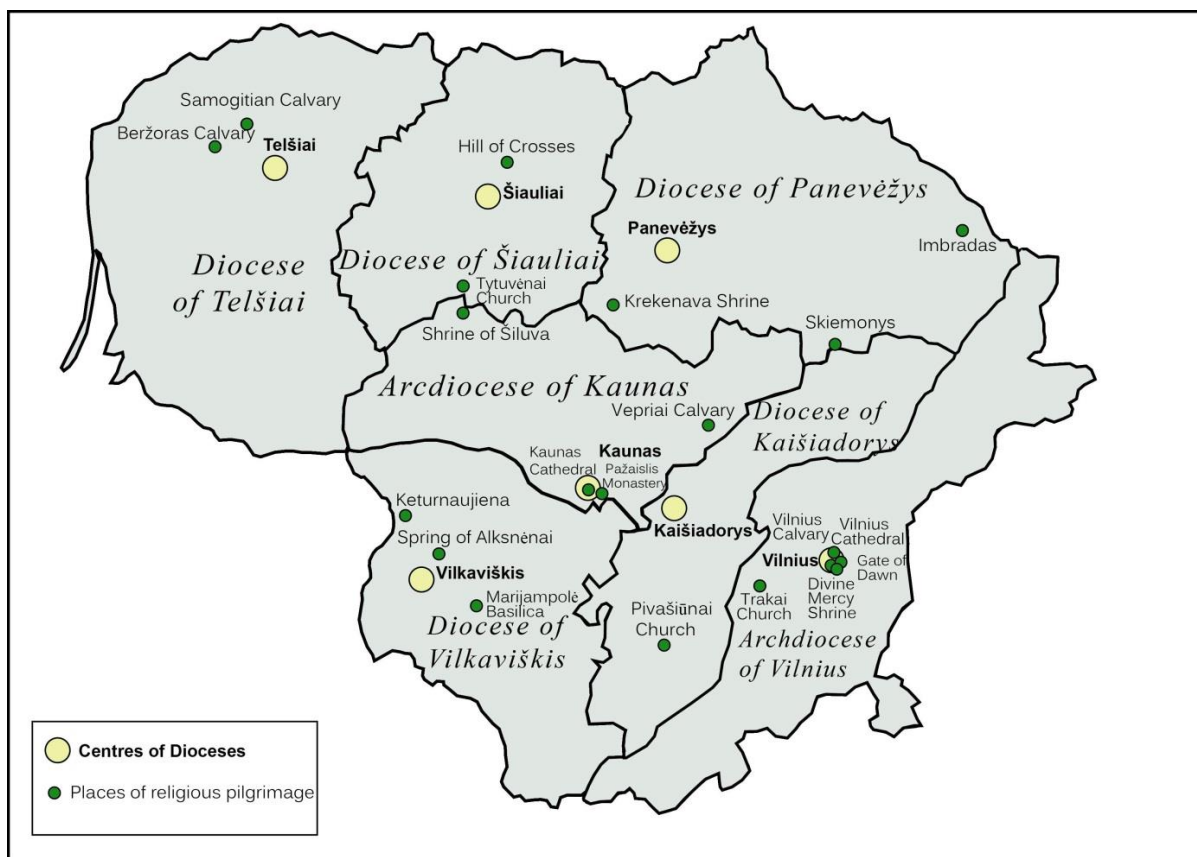 Samogitian Calvary
Beržoras Calvary
Telšiai
Hill of Crosses
Šiauliai
Diocese of Panevėžys
Panevėžys
Imbradas
Diocese
of Telšiai
Diocese of Šiauliai
Tytuvėnai
Church
Krekenava Shrine
Shrine of Šiluva
Skiemonys
Arcdiocese of Kaunas
Vepriai Calvary
Diocese of
Kaišiadorys
Kaunas
Cathedral
Kaunas
Pažaislis
Monastery
Keturnaujiena
Spring of Alksnėnai
Kaišiadorys
Vilnius
Calvary
Vilnius
Cathedral
Vilnius
Gate of
Dawn
Vilkaviškis
Marijampolė
Basilica
Trakai
Church
Divine
Mercy
Shrine
Pivašiūnai
Church
Diocese of
Vilkaviškis
Archdiocese
of Vilnius
Centres of Dioceses
Places of religious pilgrimage